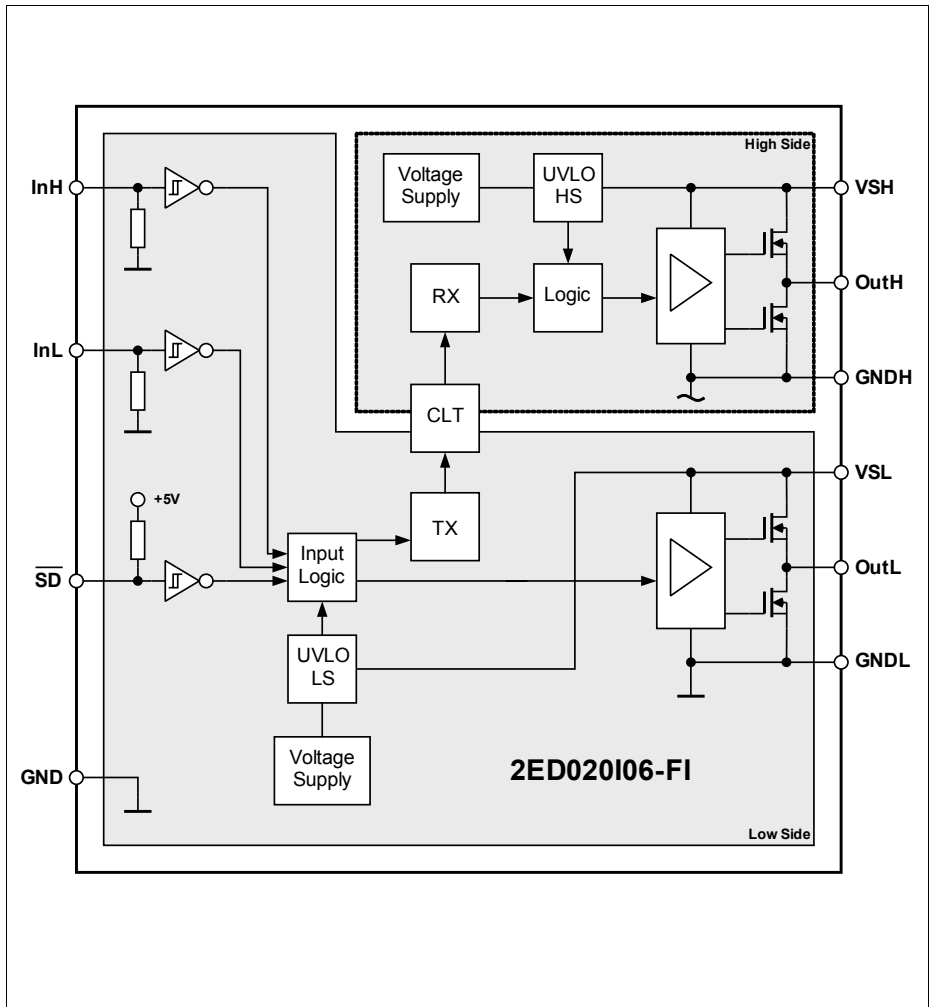 High Side
InH
Voltage
Supply
UVLO
HS
VSH
RX
Logic
OutH
InL
GNDH
CLT
VSL
+5V
TX
Input
Logic
SD
OutL
UVLO
LS
GNDL
Voltage
Supply
2ED020I06-FI
GND
Low Side